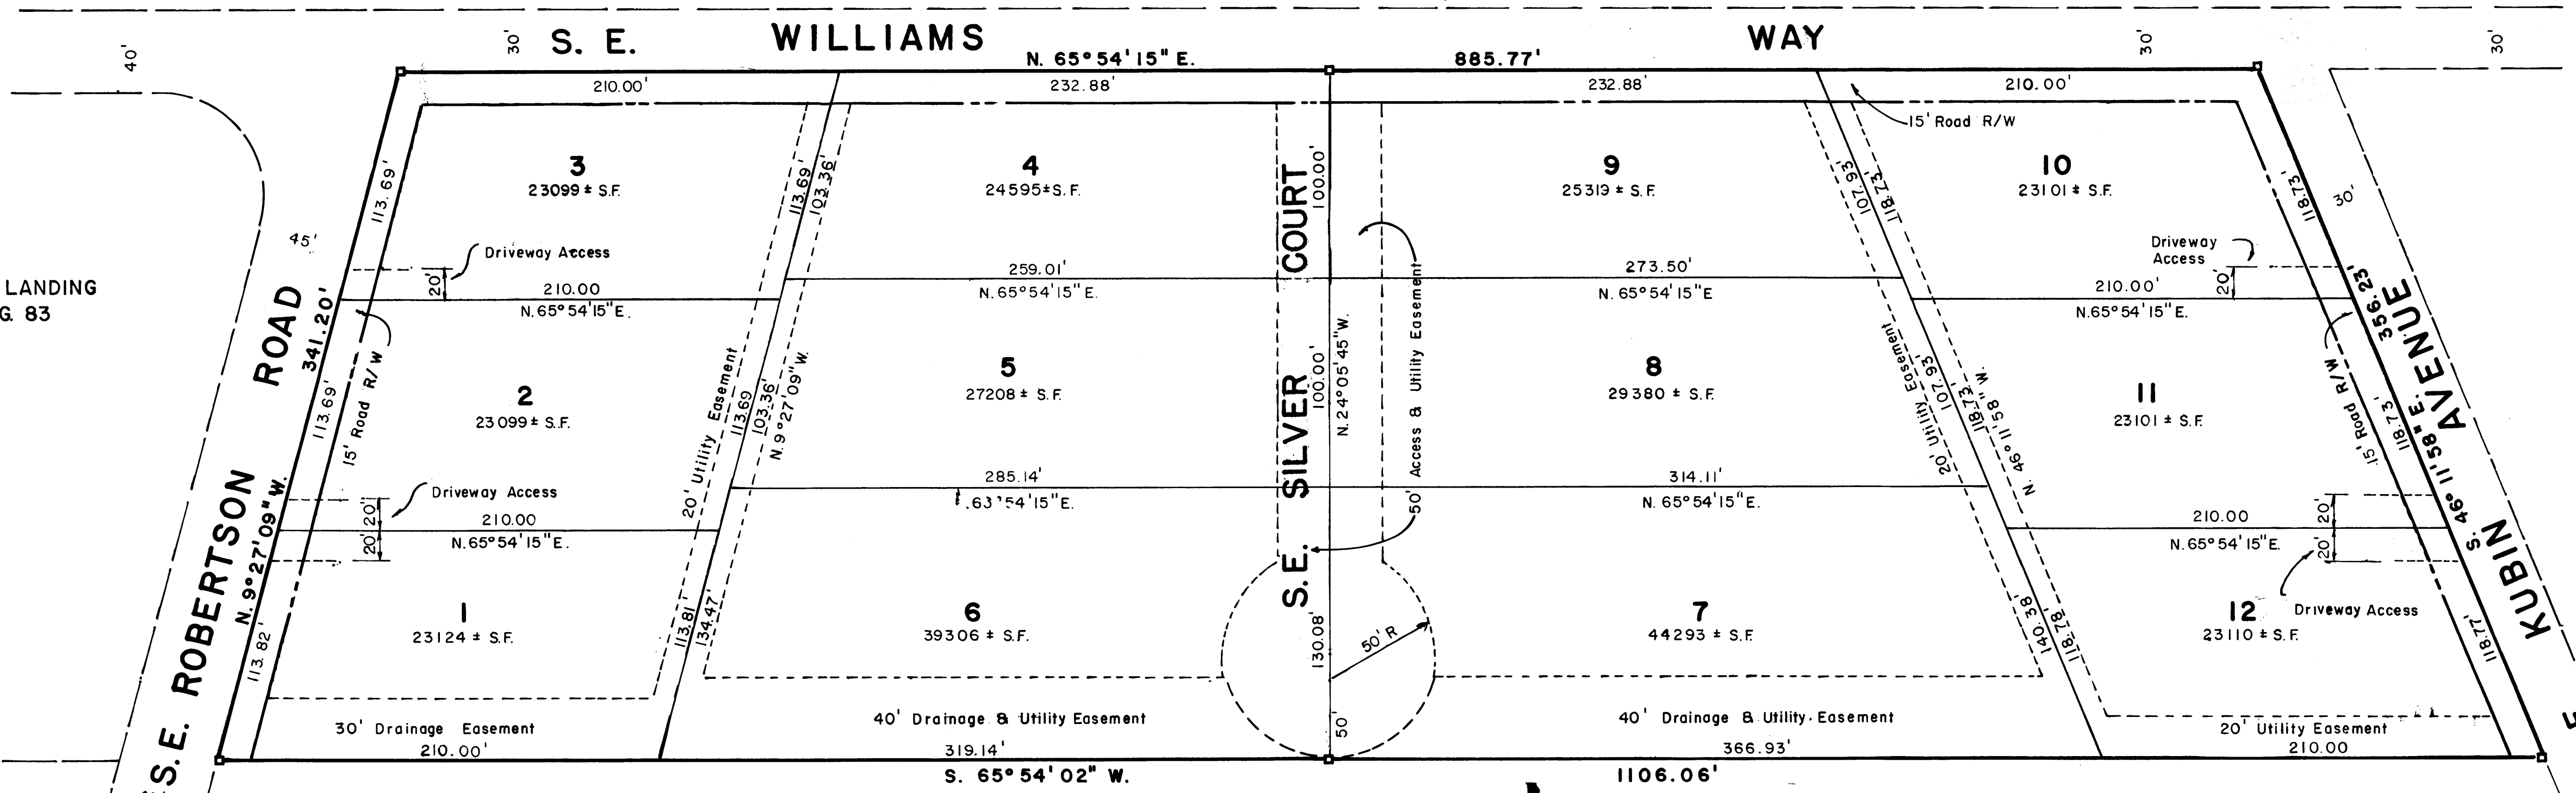 S. E. WILLIAMS WAY
N. 65°54'15" E. 885.77'
40'
30'
30'
30'
210.00'
232.88'
232.88'
210.00'
15' Road R/W
3
23099 ± S.F.
4
24595 ± S.F.
9
25319 ± S.F.
10
23101 ± S.F.
113.69'
113.69'
103.36'
100.00'
107.93'
118.73'
118.73'
30'
45'
Driveway Access
20'
210.00
N. 65°54'15" E.
259.01'
N. 65°54'15" E.
273.50'
N. 65°54'15" E
Driveway
Access
20'
210.00'
N. 65°54'15" E.
LANDING
G. 83
S.E. ROBERTSON ROAD
N. 9°27'09" W. 341.20'
113.69'
15' Road R/W
2
23099 ± S.F.
20' Utility Easement
113.69
103.36'
N. 9°27'09" W.
5
27208 ± S.F.
S.E. SILVER COURT
100.00'
N. 24°05'45" W.
50' Access & Utility Easement
8
29380 ± S.F.
20' Utility Easement
107.93'
118.73'
N. 46°11'58" W.
11
23101 ± S.F.
15' Road R/W
118.73'
S. 46°11'58" E. 356.23'
KUBIN AVENUE
Driveway Access
20'
20'
210.00
N. 65°54'15" E.
285.14'
54'15" E.
314.11'
N. 65°54'15" E.
210.00
N. 65°54'15" E.
20'
20'
Driveway Access
1
23124 ± S.F.
113.82'
113.81'
134.47'
6
39306 ± S.F.
130.08'
50' R
50'
7
44293 ± S.F.
140.38'
118.78'
12
23110 ± S.F.
118.77'
30' Drainage Easement
210.00'
40' Drainage & Utility Easement
319.14'
40' Drainage & Utility Easement
366.93'
20' Utility Easement
210.00
S. 65°54'02" W. 1106.06'